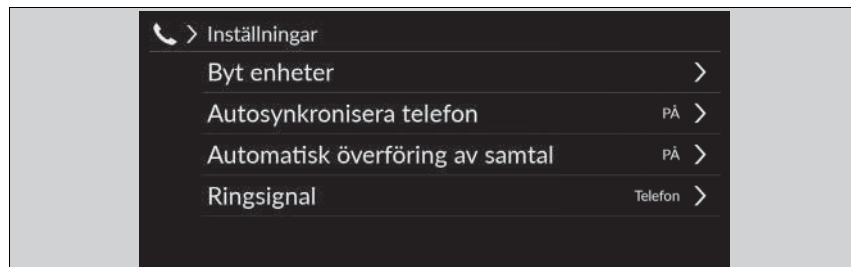 Inställningar
Byt enheter
Autosynkronisera telefon PÅ
Automatisk överföring av samtal PÅ
Ringsignal Telefon